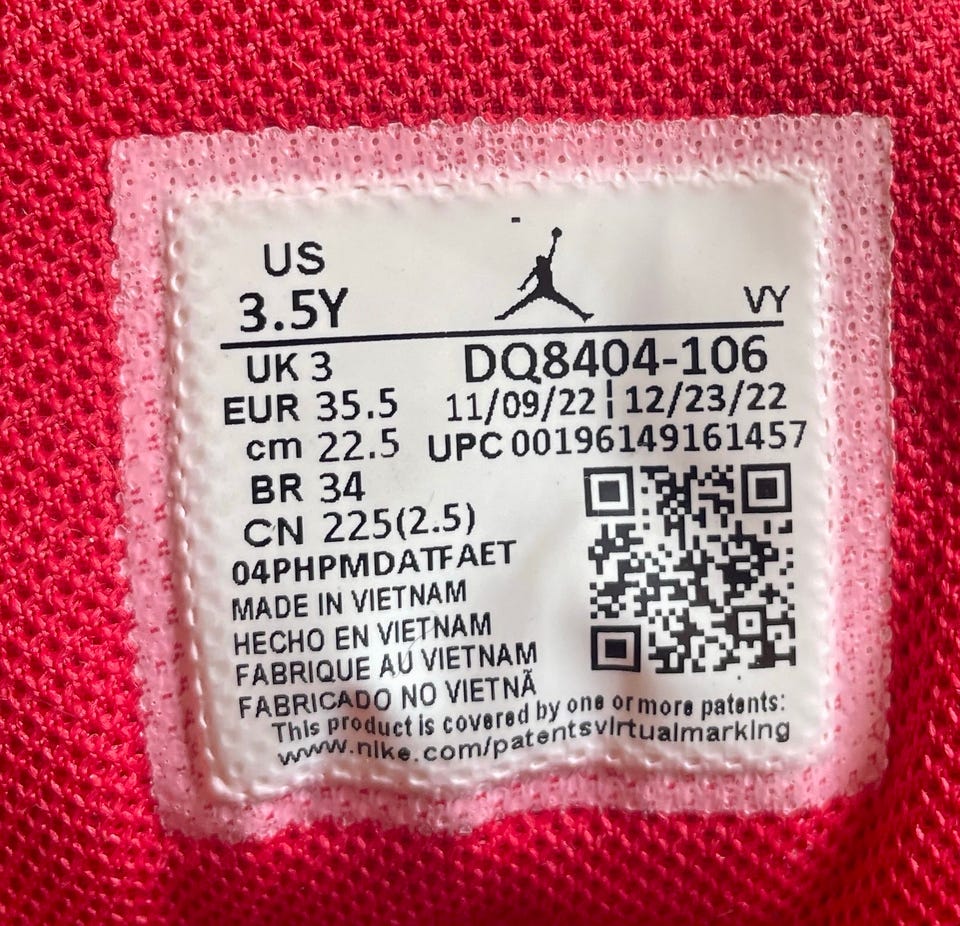 US
3.5Y
VY
UK 3
DQ8404-106
EUR 35.5
11/09/22 | 12/23/22
cm 22.5
UPC 00196149161457
BR 34
CN 225(2.5)
04PHPMDATFAET
MADE IN VIETNAM
HECHO EN VIETNAM
FABRIQUE AU VIETNAM
FABRICADO NO VIETNÃ
This product is covered by one or more patents:
www.nike.com/patentsvirtualmarking